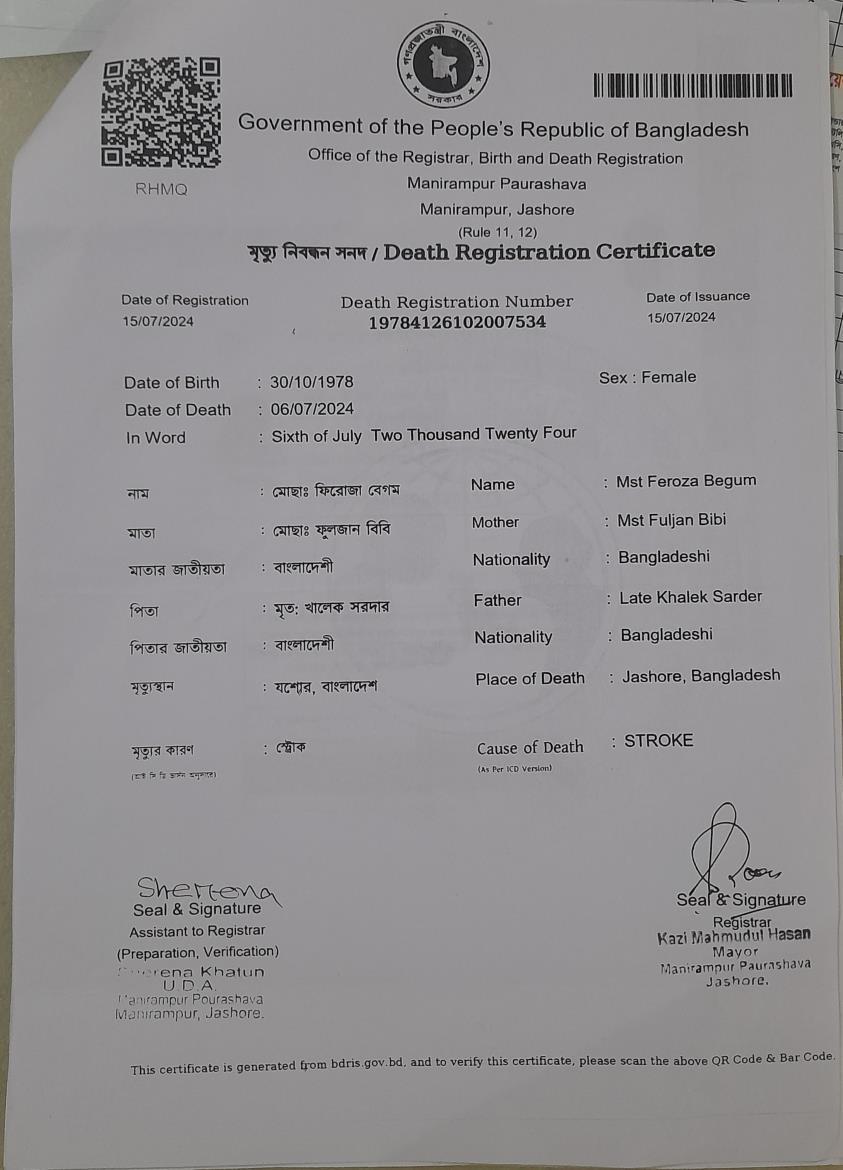 গণপ্রজাতন্ত্রী বাংলাদেশ
সরকার
RHMQ
Government of the People's Republic of Bangladesh
Office of the Registrar, Birth and Death Registration
Manirampur Paurashava
Manirampur, Jashore
(Rule 11, 12)
মৃত্যু নিবন্ধন সনদ / Death Registration Certificate
Date of Registration Death Registration Number Date of Issuance
15/07/2024 19784126102007534 15/07/2024
Date of Birth : 30/10/1978 Sex : Female
Date of Death : 06/07/2024
In Word : Sixth of July Two Thousand Twenty Four
নাম : মোছাঃ ফিরোজা বেগম Name : Mst Feroza Begum
মাতা : মোছাঃ ফুলজান বিবি Mother : Mst Fuljan Bibi
মাতার জাতীয়তা : বাংলাদেশী Nationality : Bangladeshi
পিতা : মৃত: খালেক সরদার Father : Late Khalek Sarder
পিতার জাতীয়তা : বাংলাদেশী Nationality : Bangladeshi
মৃত্যুস্থান : যশোর, বাংলাদেশ Place of Death : Jashore, Bangladesh
মৃত্যুর কারণ : স্ট্রোক Cause of Death : STROKE
(As Per ICD Version)
Seal & Signature
Assistant to Registrar
(Preparation, Verification)
Khatun
U.D.A.
Manirampur Pourashava
Manirampur, Jashore.
Seal & Signature
Registrar
Kazi Mahmudul Hasan
Mayor
Manirampur Paurashava
Jashore.
This certificate is generated from bdris.gov.bd, and to verify this certificate, please scan the above QR Code & Bar Code.